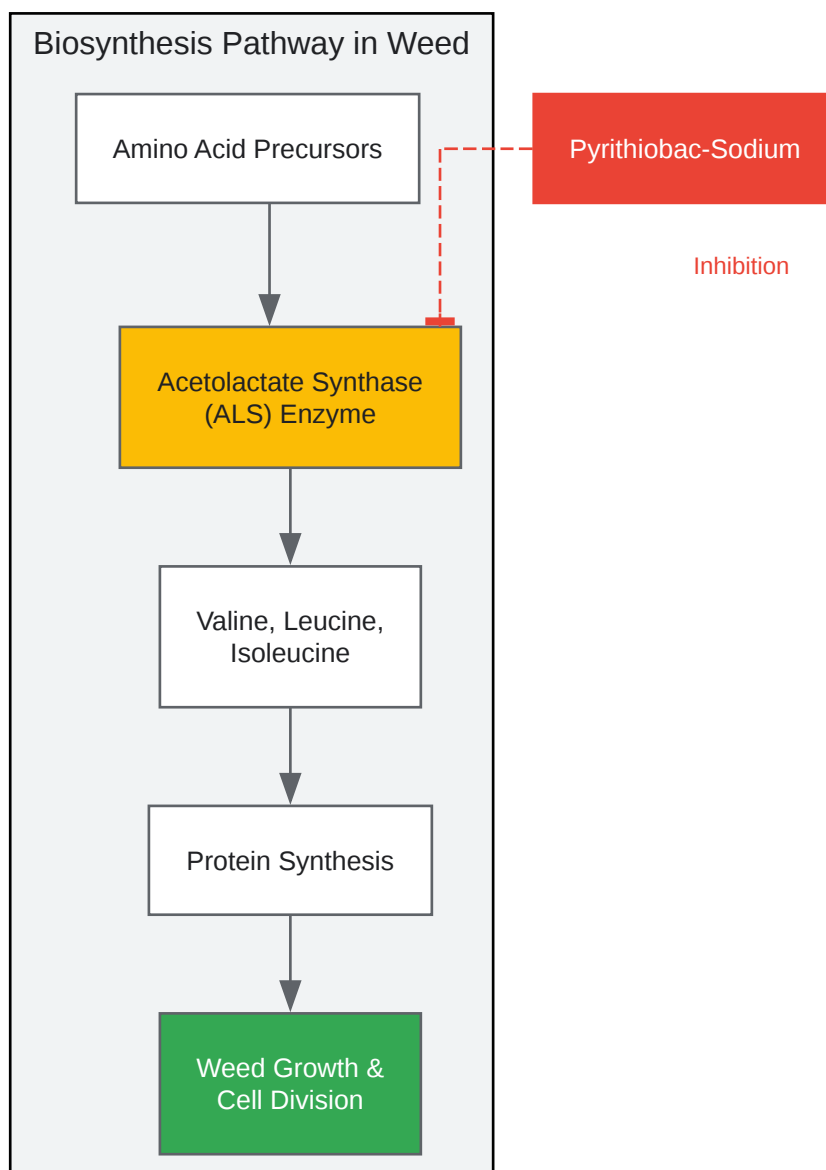 Biosynthesis Pathway in Weed
Amino Acid Precursors
Pyrithiobac-Sodium
Inhibition
Acetolactate Synthase
(ALS) Enzyme
Valine, Leucine,
Isoleucine
Protein Synthesis
Weed Growth &
Cell Division